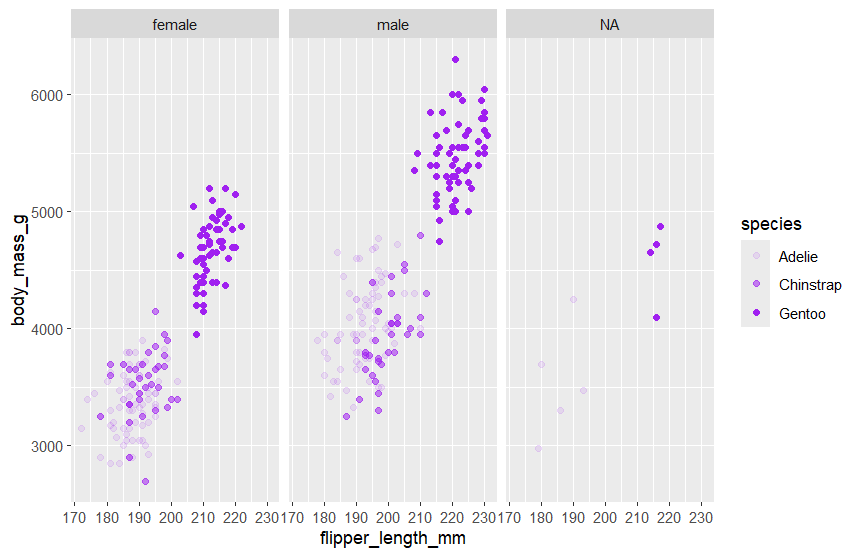 female male NA
6000
5000
4000
3000
body_mass_g
170 180 190 200 210 220 230 170 180 190 200 210 220 230 170 180 190 200 210 220 230
flipper_length_mm
species
Adelie
Chinstrap
Gentoo